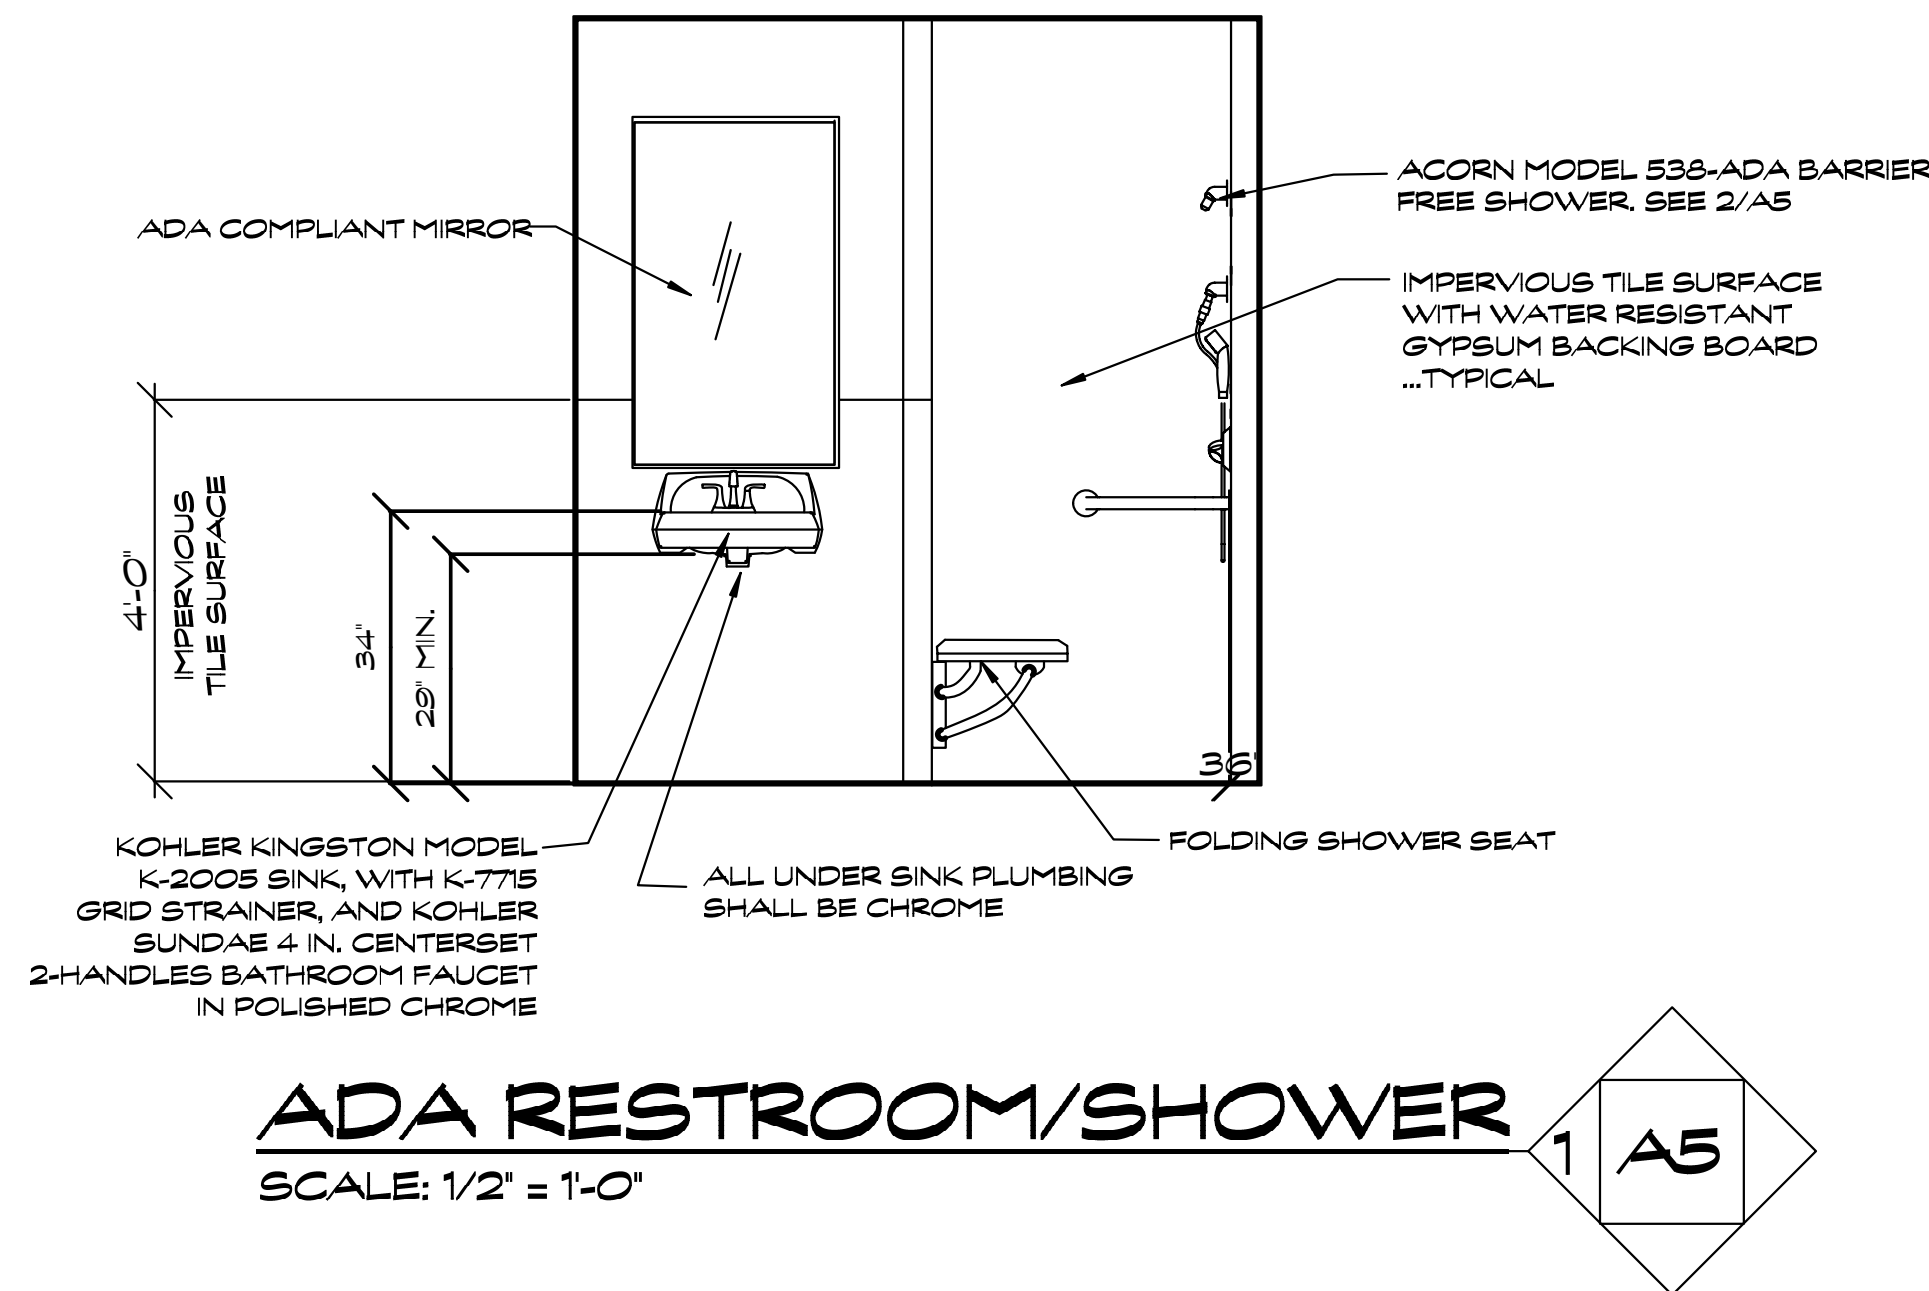 ACORN MODEL 538-ADA BARRIER
FREE SHOWER. SEE 2/A5
ADA COMPLIANT MIRROR
IMPERVIOUS TILE SURFACE
WITH WATER RESISTANT
GYPSUM BACKING BOARD
...TYPICAL
4'-0"
IMPERVIOUS
TILE SURFACE
34"
29" MIN.
36"
FOLDING SHOWER SEAT
KOHLER KINGSTON MODEL
K-2005 SINK, WITH K-7715
GRID STRAINER, AND KOHLER
SUNDAE 4 IN. CENTERSET
2-HANDLES BATHROOM FAUCET
IN POLISHED CHROME
ALL UNDER SINK PLUMBING
SHALL BE CHROME
ADA RESTROOM/SHOWER
SCALE: 1/2" = 1'-0"
1
A5